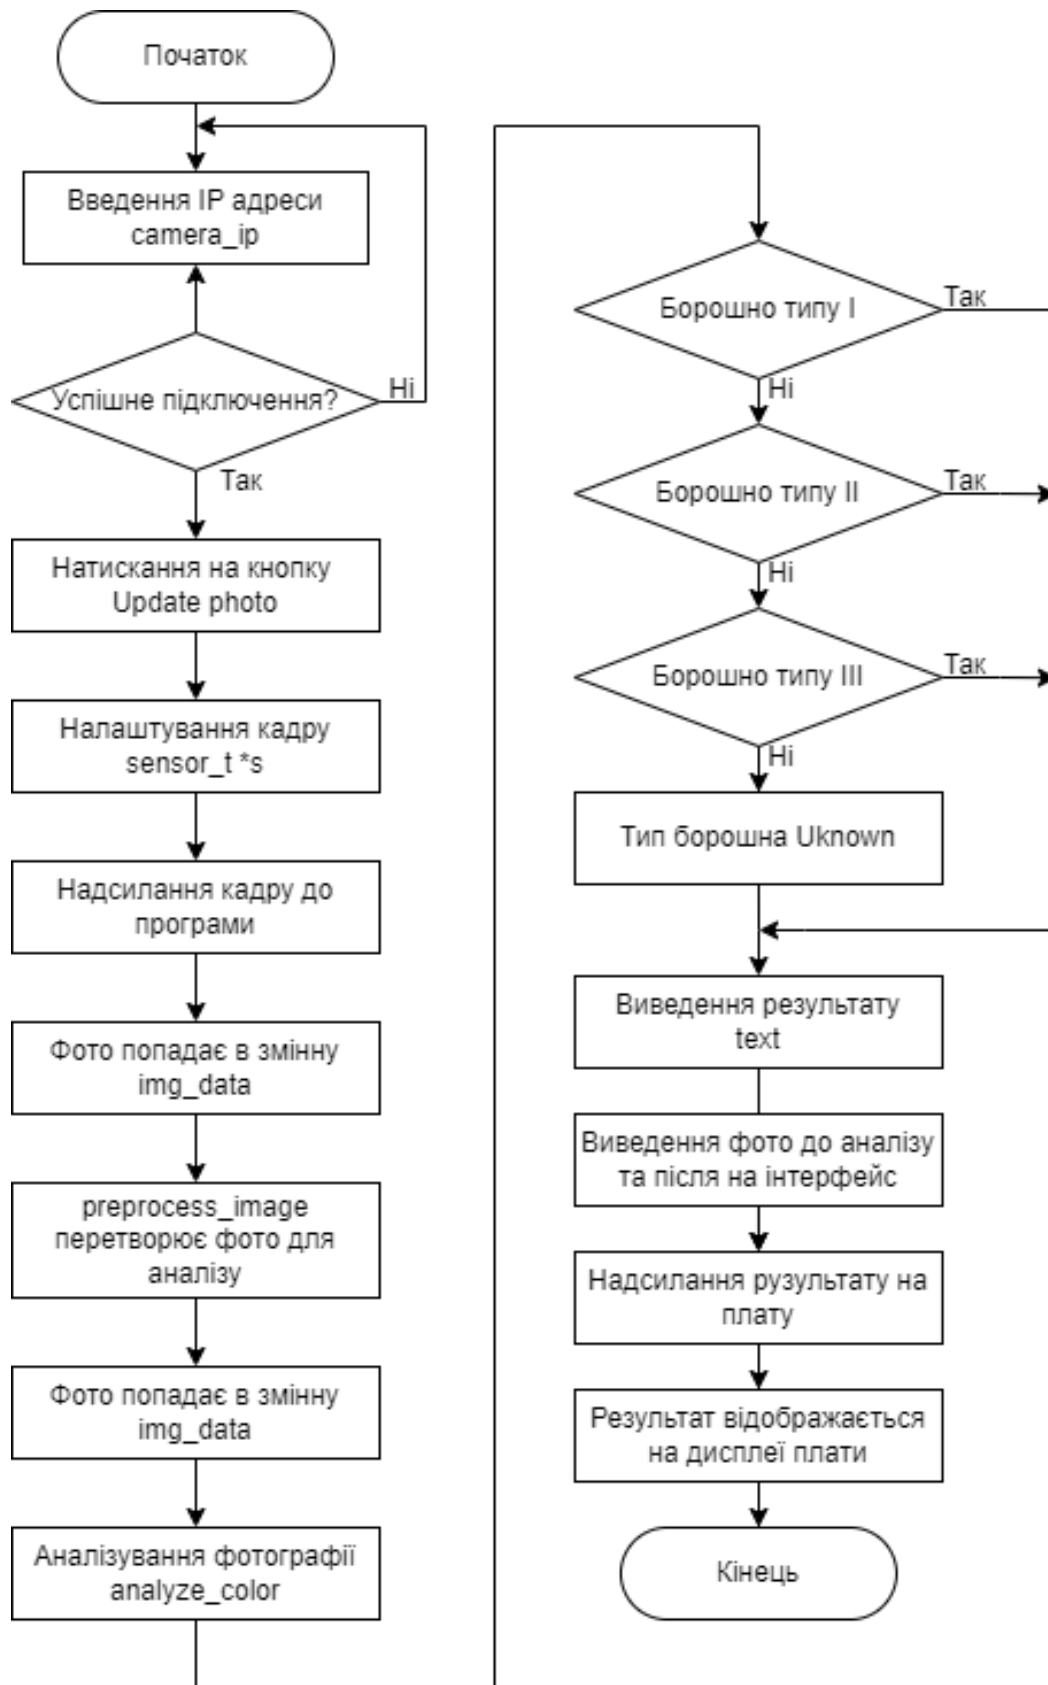 Початок
Введення IP адреси
camera_ip
Успішне підключення?
Ні
Так
Натискання на кнопку
Update photo
Налаштування кадру
sensor_t *s
Надсилання кадру до
програми
Фото попадає в змінну
img_data
preprocess_image
перетворює фото для
аналізу
Фото попадає в змінну
img_data
Аналізування фотографії
analyze_color
Борошно типу I
Так
Ні
Борошно типу II
Так
Ні
Борошно типу III
Так
Ні
Тип борошна Uknown
Виведення результату
text
Виведення фото до аналізу
та після на інтерфейс
Надсилання рузультату на
плату
Результат відображається
на дисплеї плати
Кінець